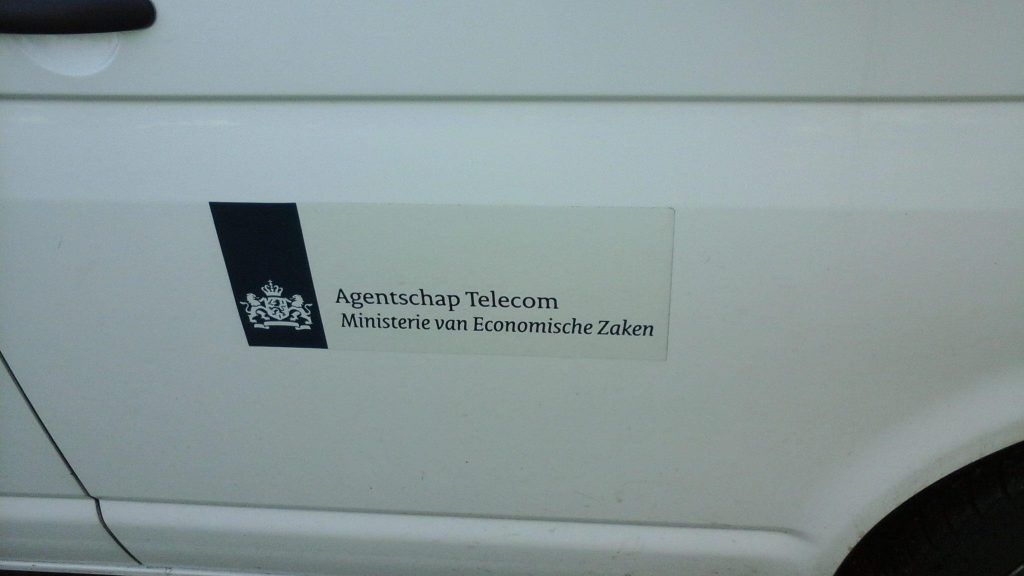 Agentschap Telecom
Ministerie van Economische Zaken